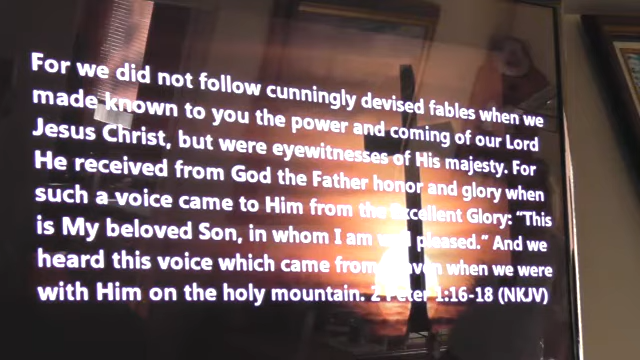 For we did not follow cunningly devised fables when we
made known to you the power and coming of our Lord
Jesus Christ, but were eyewitnesses of His majesty. For
He received from God the Father honor and glory when
such a voice came to Him from the Excellent Glory: “This
is My beloved Son, in whom I am well pleased.” And we
heard this voice which came from heaven when we were
with Him on the holy mountain. 2 Peter 1:16-18 (NKJV)